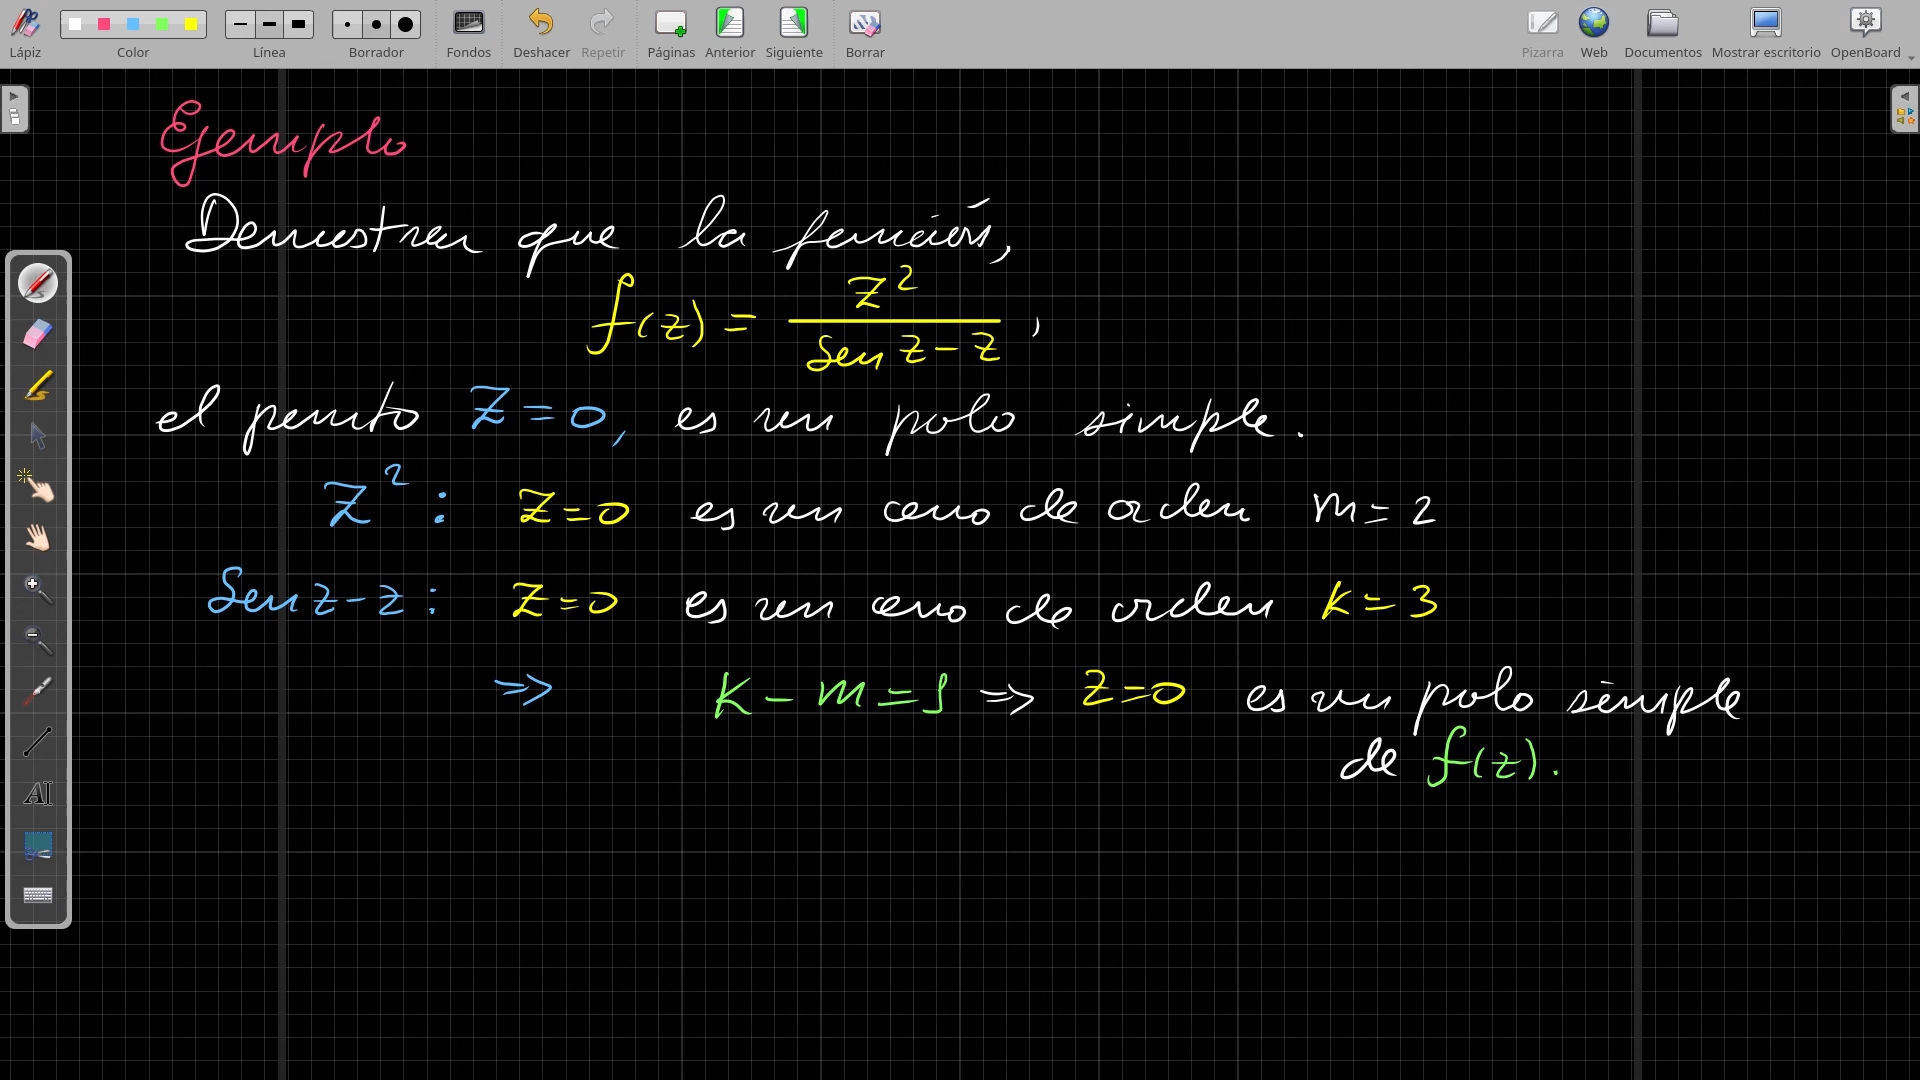 Lápiz Color Línea Borrador Fondos Deshacer Repetir Páginas Anterior Siguiente Borrar Pizarra Web Documentos Mostrar escritorio OpenBoard
Ejemplo
Demostrar que la función,
f(z) = z² / Sen z - z ,
el punto z = 0, es un polo simple.
z² : z = 0 es un cero de orden m = 2
Sen z - z : z = 0 es un cero de orden k = 3
=> k - m = 1 => z = 0 es un polo simple
de f(z).